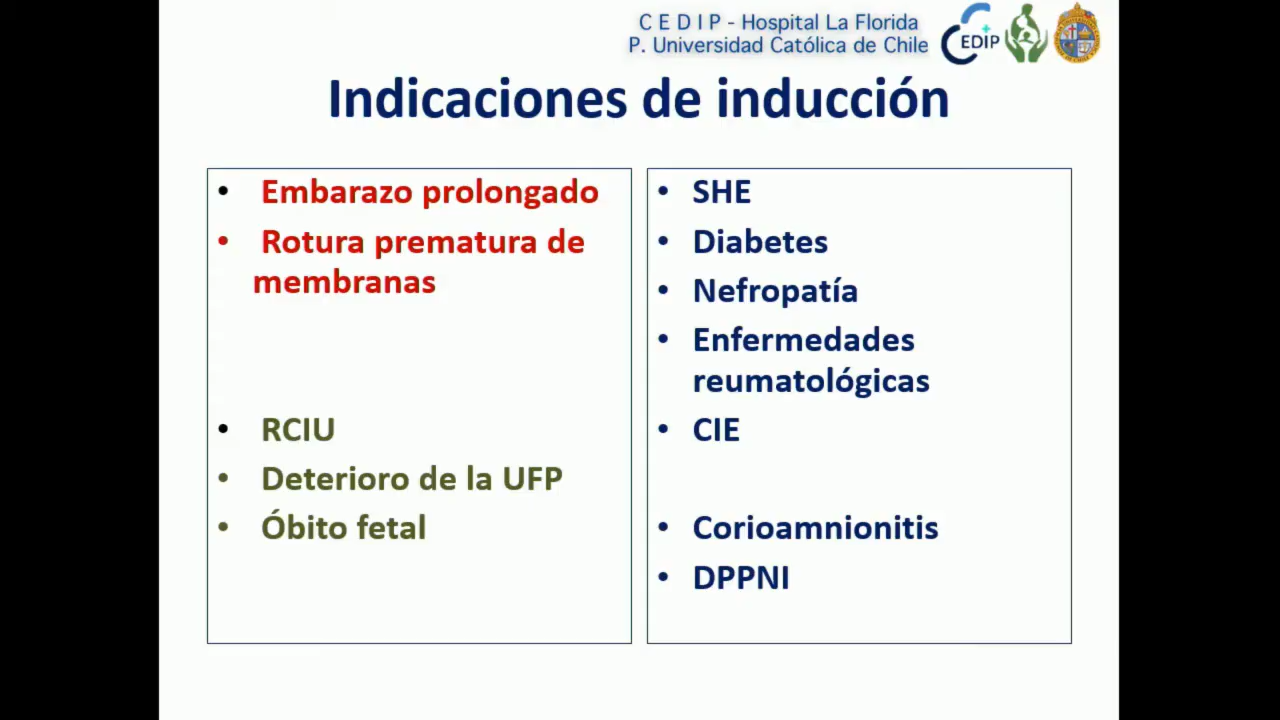 C E D I P - Hospital La Florida
P. Universidad Católica de Chile
CEDIP
Indicaciones de inducción
• Embarazo prolongado
• Rotura prematura de
membranas
• RCIU
• Deterioro de la UFP
• Óbito fetal
• SHE
• Diabetes
• Nefropatía
• Enfermedades
reumatológicas
• CIE
• Corioamnionitis
• DPPNI